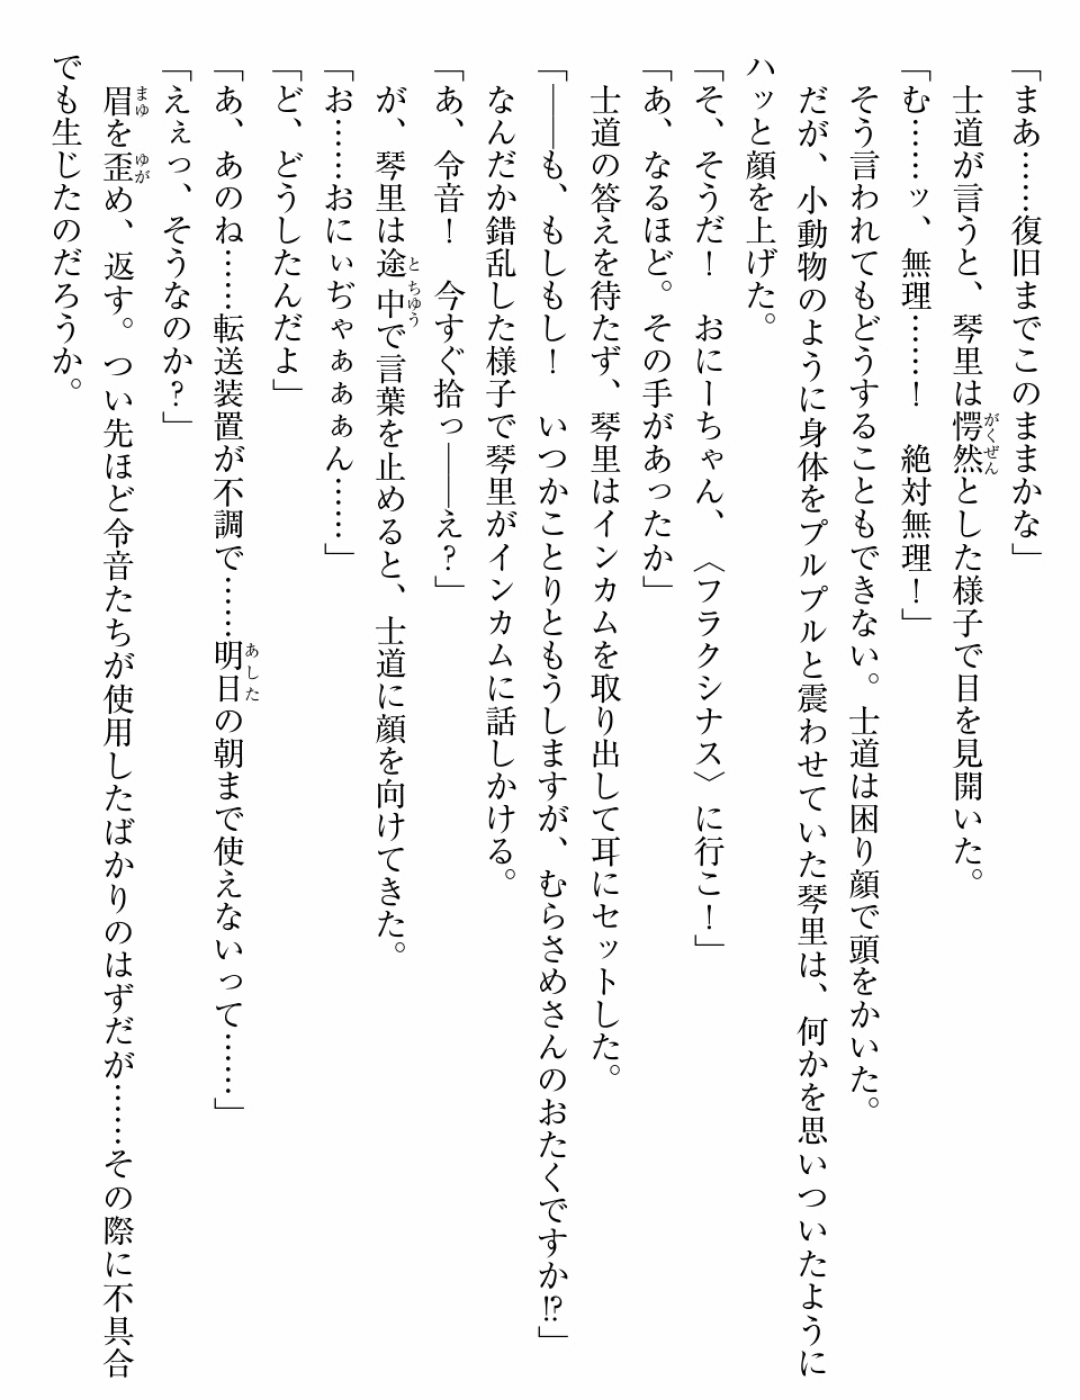 「まあ……復旧までこのままかな」
士道が言うと、琴里は愕然とした様子で目を見開いた。
「む……ッ、無理……！　絶対無理！」
そう言われてもどうすることもできない。士道は困り顔で頭をかいた。
だが、小動物のように身体をプルプルと震わせていた琴里は、何かを思いついたように
ハッと顔を上げた。
「そ、そうだ！　おにーちゃん、〈フラクシナス〉に行こ！」
「あ、なるほど。その手があったか」
士道の答えを待たず、琴里はインカムを取り出して耳にセットした。
「――も、もしもし！　いつかことりともうしますが、むらさめさんのおたくですか!?」
なんだか錯乱した様子で琴里がインカムに話しかける。
「あ、令音！　今すぐ拾っ――え？」
が、琴里は途中で言葉を止めると、士道に顔を向けてきた。
「お……おにぃぢゃぁぁぁん……」
「ど、どうしたんだよ」
「あ、あのね……転送装置が不調で……明日の朝まで使えないって……」
「えぇっ、そうなのか？」
眉を歪め、返す。つい先ほど令音たちが使用したばかりのはずだが……その際に不具合
でも生じたのだろうか。